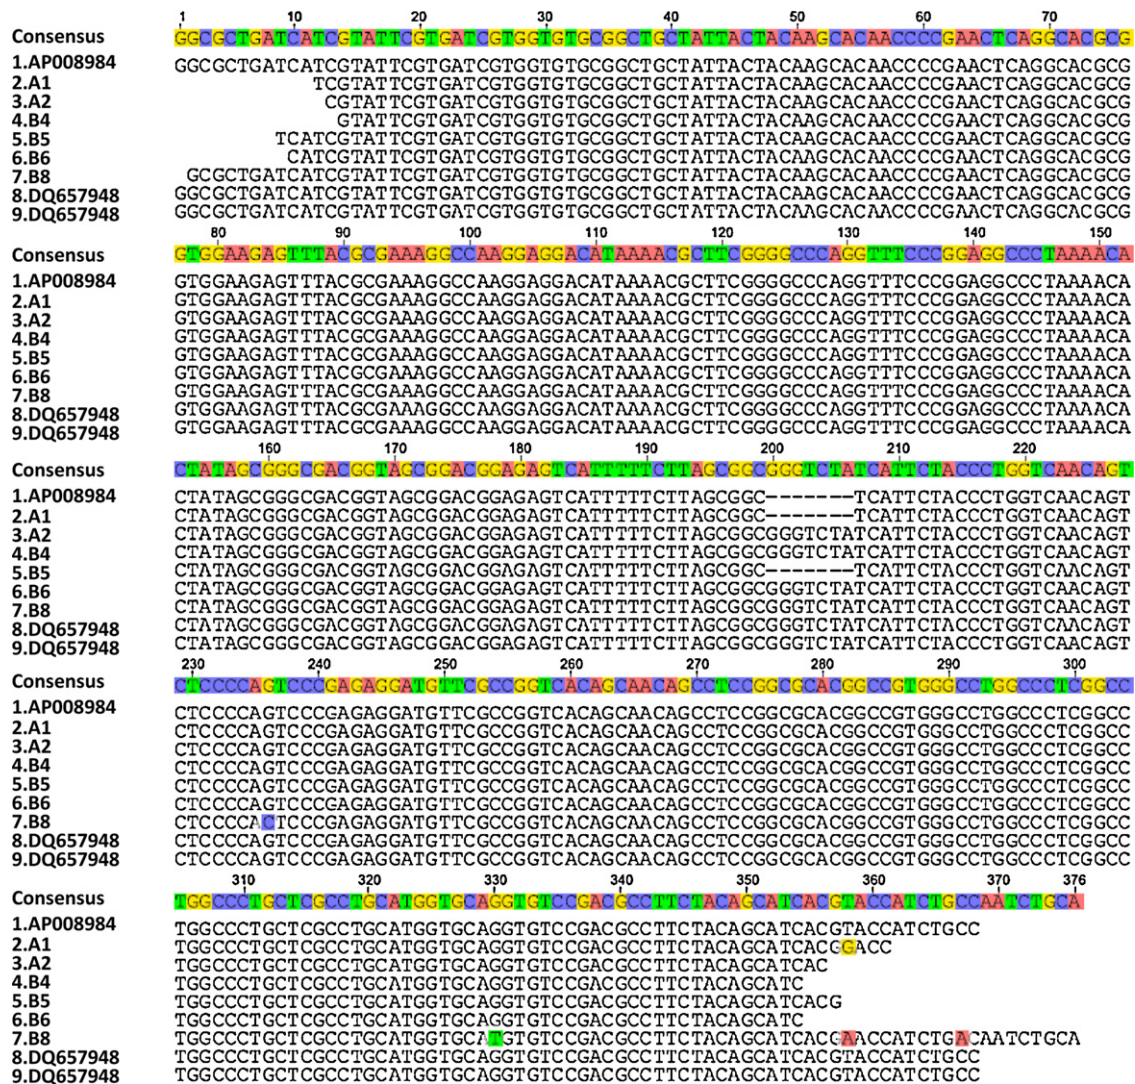 1 10 20 30 40 50 60 70
Consensus GGCGCTGATCATCGTATTCGTGATCGTGGTGTGCGGCTGCTATTACTACAAGCACAACCCCGAACTCAGGCACGCG
1.AP008984 GGCGCTGATCATCGTATTCGTGATCGTGGTGTGCGGCTGCTATTACTACAAGCACAACCCCGAACTCAGGCACGCG
2.A1 TCGTATTCGTGATCGTGGTGTGCGGCTGCTATTACTACAAGCACAACCCCGAACTCAGGCACGCG
3.A2 CGTATTCGTGATCGTGGTGTGCGGCTGCTATTACTACAAGCACAACCCCGAACTCAGGCACGCG
4.B4 GTATTCGTGATCGTGGTGTGCGGCTGCTATTACTACAAGCACAACCCCGAACTCAGGCACGCG
5.B5 TCATCGTATTCGTGATCGTGGTGTGCGGCTGCTATTACTACAAGCACAACCCCGAACTCAGGCACGCG
6.B6 CATCGTATTCGTGATCGTGGTGTGCGGCTGCTATTACTACAAGCACAACCCCGAACTCAGGCACGCG
7.B8 GCGCTGATCATCGTATTCGTGATCGTGGTGTGCGGCTGCTATTACTACAAGCACAACCCCGAACTCAGGCACGCG
8.DQ657948 GGCGCTGATCATCGTATTCGTGATCGTGGTGTGCGGCTGCTATTACTACAAGCACAACCCCGAACTCAGGCACGCG
9.DQ657948 GGCGCTGATCATCGTATTCGTGATCGTGGTGTGCGGCTGCTATTACTACAAGCACAACCCCGAACTCAGGCACGCG
80 90 100 110 120 130 140 150
Consensus GTGGAAGAGTTTACGCGAAAGGCCAAGGAGGACATAAAACGCTTCGGGGCCCAGGTTTCCCGGAGGCCCTAAAACA
1.AP008984 GTGGAAGAGTTTACGCGAAAGGCCAAGGAGGACATAAAACGCTTCGGGGCCCAGGTTTCCCGGAGGCCCTAAAACA
2.A1 GTGGAAGAGTTTACGCGAAAGGCCAAGGAGGACATAAAACGCTTCGGGGCCCAGGTTTCCCGGAGGCCCTAAAACA
3.A2 GTGGAAGAGTTTACGCGAAAGGCCAAGGAGGACATAAAACGCTTCGGGGCCCAGGTTTCCCGGAGGCCCTAAAACA
4.B4 GTGGAAGAGTTTACGCGAAAGGCCAAGGAGGACATAAAACGCTTCGGGGCCCAGGTTTCCCGGAGGCCCTAAAACA
5.B5 GTGGAAGAGTTTACGCGAAAGGCCAAGGAGGACATAAAACGCTTCGGGGCCCAGGTTTCCCGGAGGCCCTAAAACA
6.B6 GTGGAAGAGTTTACGCGAAAGGCCAAGGAGGACATAAAACGCTTCGGGGCCCAGGTTTCCCGGAGGCCCTAAAACA
7.B8 GTGGAAGAGTTTACGCGAAAGGCCAAGGAGGACATAAAACGCTTCGGGGCCCAGGTTTCCCGGAGGCCCTAAAACA
8.DQ657948 GTGGAAGAGTTTACGCGAAAGGCCAAGGAGGACATAAAACGCTTCGGGGCCCAGGTTTCCCGGAGGCCCTAAAACA
9.DQ657948 GTGGAAGAGTTTACGCGAAAGGCCAAGGAGGACATAAAACGCTTCGGGGCCCAGGTTTCCCGGAGGCCCTAAAACA
160 170 180 190 200 210 220
Consensus CTATAGCGGGCGACGGTAGCGGACGGAGAGTCATTTTTCTTAGCGGCGGGTCTATCATTCTACCCTGGTCAACAGT
1.AP008984 CTATAGCGGGCGACGGTAGCGGACGGAGAGTCATTTTTCTTAGCGGC-------TCATTCTACCCTGGTCAACAGT
2.A1 CTATAGCGGGCGACGGTAGCGGACGGAGAGTCATTTTTCTTAGCGGC-------TCATTCTACCCTGGTCAACAGT
3.A2 CTATAGCGGGCGACGGTAGCGGACGGAGAGTCATTTTTCTTAGCGGCGGGTCTATCATTCTACCCTGGTCAACAGT
4.B4 CTATAGCGGGCGACGGTAGCGGACGGAGAGTCATTTTTCTTAGCGGCGGGTCTATCATTCTACCCTGGTCAACAGT
5.B5 CTATAGCGGGCGACGGTAGCGGACGGAGAGTCATTTTTCTTAGCGGC-------TCATTCTACCCTGGTCAACAGT
6.B6 CTATAGCGGGCGACGGTAGCGGACGGAGAGTCATTTTTCTTAGCGGCGGGTCTATCATTCTACCCTGGTCAACAGT
7.B8 CTATAGCGGGCGACGGTAGCGGACGGAGAGTCATTTTTCTTAGCGGCGGGTCTATCATTCTACCCTGGTCAACAGT
8.DQ657948 CTATAGCGGGCGACGGTAGCGGACGGAGAGTCATTTTTCTTAGCGGCGGGTCTATCATTCTACCCTGGTCAACAGT
9.DQ657948 CTATAGCGGGCGACGGTAGCGGACGGAGAGTCATTTTTCTTAGCGGCGGGTCTATCATTCTACCCTGGTCAACAGT
230 240 250 260 270 280 290 300
Consensus CTCCCCAGTCCCGAGAGGATGTTCGCCGGTCACAGCAACAGCCTCCGGCGCACGGCCGTGGGCCTGGCCCTCGGCC
1.AP008984 CTCCCCAGTCCCGAGAGGATGTTCGCCGGTCACAGCAACAGCCTCCGGCGCACGGCCGTGGGCCTGGCCCTCGGCC
2.A1 CTCCCCAGTCCCGAGAGGATGTTCGCCGGTCACAGCAACAGCCTCCGGCGCACGGCCGTGGGCCTGGCCCTCGGCC
3.A2 CTCCCCAGTCCCGAGAGGATGTTCGCCGGTCACAGCAACAGCCTCCGGCGCACGGCCGTGGGCCTGGCCCTCGGCC
4.B4 CTCCCCAGTCCCGAGAGGATGTTCGCCGGTCACAGCAACAGCCTCCGGCGCACGGCCGTGGGCCTGGCCCTCGGCC
5.B5 CTCCCCAGTCCCGAGAGGATGTTCGCCGGTCACAGCAACAGCCTCCGGCGCACGGCCGTGGGCCTGGCCCTCGGCC
6.B6 CTCCCCAGTCCCGAGAGGATGTTCGCCGGTCACAGCAACAGCCTCCGGCGCACGGCCGTGGGCCTGGCCCTCGGCC
7.B8 CTCCCCACTCCCGAGAGGATGTTCGCCGGTCACAGCAACAGCCTCCGGCGCACGGCCGTGGGCCTGGCCCTCGGCC
8.DQ657948 CTCCCCAGTCCCGAGAGGATGTTCGCCGGTCACAGCAACAGCCTCCGGCGCACGGCCGTGGGCCTGGCCCTCGGCC
9.DQ657948 CTCCCCAGTCCCGAGAGGATGTTCGCCGGTCACAGCAACAGCCTCCGGCGCACGGCCGTGGGCCTGGCCCTCGGCC
310 320 330 340 350 360 370 376
Consensus TGGCCCTGCTCGCCTGCATGGTGCAGGTGTCCGACGCCTTCTACAGCATCACGTACCATCTGCCAATCTGCA
1.AP008984 TGGCCCTGCTCGCCTGCATGGTGCAGGTGTCCGACGCCTTCTACAGCATCACGTACCATCTGCC
2.A1 TGGCCCTGCTCGCCTGCATGGTGCAGGTGTCCGACGCCTTCTACAGCATCACGGACC
3.A2 TGGCCCTGCTCGCCTGCATGGTGCAGGTGTCCGACGCCTTCTACAGCATCAC
4.B4 TGGCCCTGCTCGCCTGCATGGTGCAGGTGTCCGACGCCTTCTACAGCATC
5.B5 TGGCCCTGCTCGCCTGCATGGTGCAGGTGTCCGACGCCTTCTACAGCATCACG
6.B6 TGGCCCTGCTCGCCTGCATGGTGCAGGTGTCCGACGCCTTCTACAGCATC
7.B8 TGGCCCTGCTCGCCTGCATGGTGCATGTGTCCGACGCCTTCTACAGCATCACGAACCATCTGACAATCTGCA
8.DQ657948 TGGCCCTGCTCGCCTGCATGGTGCAGGTGTCCGACGCCTTCTACAGCATCACGTACCATCTGCC
9.DQ657948 TGGCCCTGCTCGCCTGCATGGTGCAGGTGTCCGACGCCTTCTACAGCATCACGTACCATCTGCC